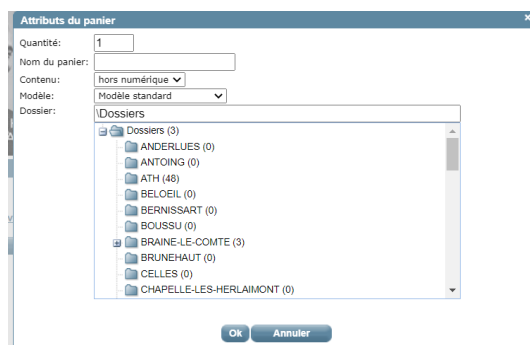 Attributs du panier
Quantité: 1
Nom du panier:
Contenu: hors numérique
Modèle: Modèle standard
Dossier: \Dossiers
Dossiers (3)
ANDERLUES (0)
ANTOING (0)
ATH (48)
BELOEIL (0)
BERNISSART (0)
BOUSSU (0)
BRAINE-LE-COMTE (3)
BRUNEHAUT (0)
CELLES (0)
CHAPELLE-LES-HERLAIMONT (0)
Ok Annuler